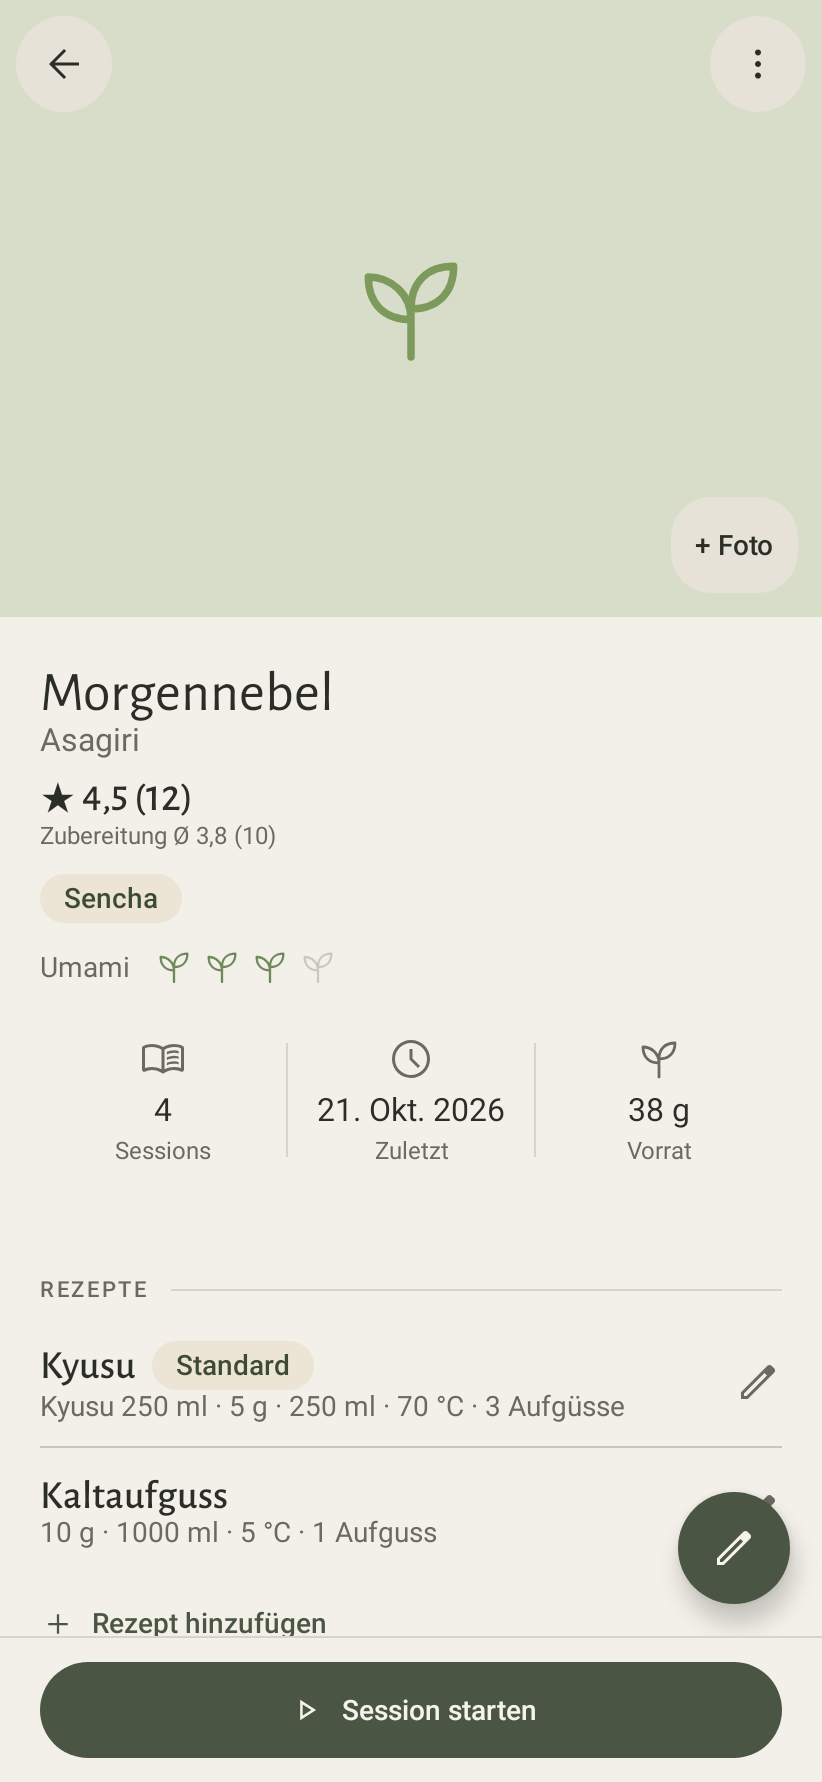 + Foto
Morgennebel
Asagiri
★ 4,5 (12)
Zubereitung Ø 3,8 (10)
Sencha
Umami
4
Sessions
21. Okt. 2026
Zuletzt
38 g
Vorrat
REZEPTE
Kyusu Standard
Kyusu 250 ml · 5 g · 250 ml · 70 °C · 3 Aufgüsse
Kaltaufguss
10 g · 1000 ml · 5 °C · 1 Aufguss
+ Rezept hinzufügen
Session starten